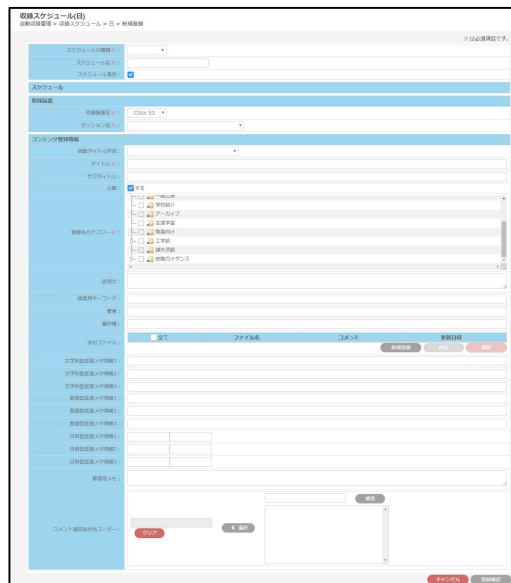 収録スケジュール(日)
自動収録管理 > 収録スケジュール > 日 > 新規登録
※ は必須項目です。
スケジュールの種類※：
スケジュール名※：
スケジュール有効：
スケジュール
収録装置
収録装置名※：
セッション名※：
コンテンツ登録情報
自動タイトル作成：
タイトル※：
サブタイトル：
公開： する
登録先カテゴリー※：
学校紹介
アーカイブ
生涯学習
教員向け
工学部
課外活動
就職ガイダンス
説明文：
検索用キーワード：
著者：
著作権：
添付ファイル： 全て ファイル名 コメント 更新日時
新規登録 修正 削除
文字列型拡張メタ情報1：
文字列型拡張メタ情報2：
文字列型拡張メタ情報3：
数値型拡張メタ情報1：
数値型拡張メタ情報2：
数値型拡張メタ情報3：
日時型拡張メタ情報1：
日時型拡張メタ情報2：
日時型拡張メタ情報3：
管理用メモ：
検索
コメント通知送付先ユーザー：
クリア
キャンセル 登録確認